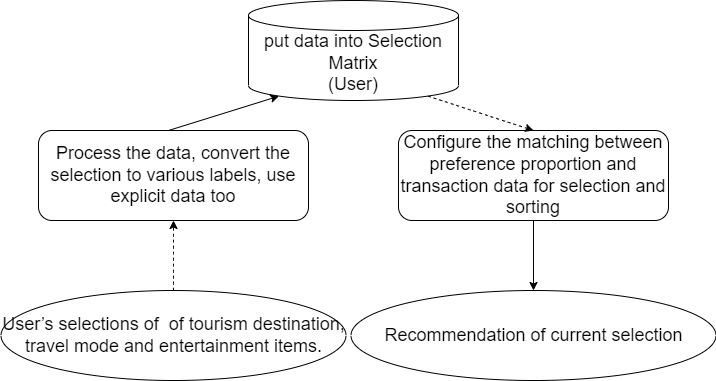 put data into Selection
Matrix
(User)
Process the data, convert the
selection to various labels, use
explicit data too
Configure the matching between
preference proportion and
transaction data for selection and
sorting
User's selections of  of tourism destination,
travel mode and entertainment items.
Recommendation of current selection